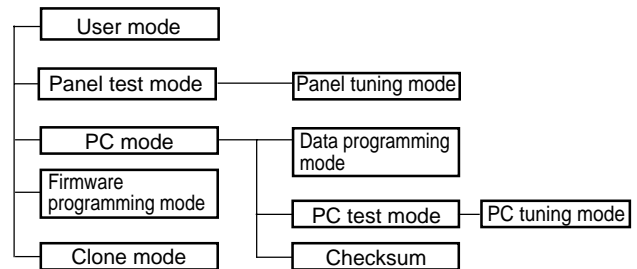 User mode
Panel test mode
Panel tuning mode
PC mode
Data programming
mode
Firmware
programming mode
PC test mode
PC tuning mode
Clone mode
Checksum